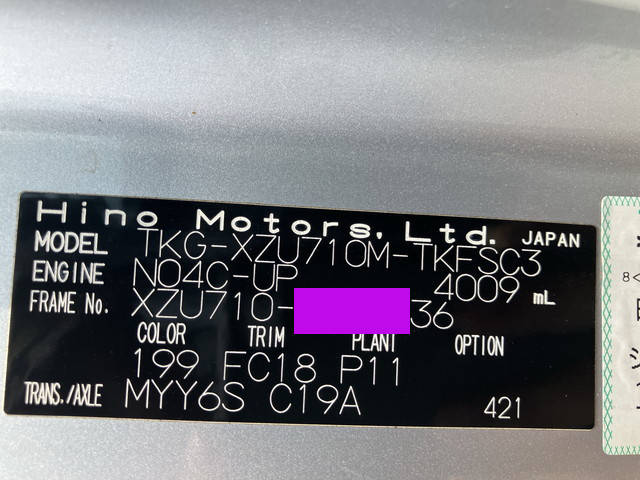 Hino Motors, Ltd. JAPAN
MODEL TKG-XZU710M-TKFSC3
ENGINE N04C-UP 4009 mL
FRAME No. XZU710- 36
COLOR TRIM PLANT OPTION
199 FC18 P11
TRANS./AXLE MYY6S C19A 421